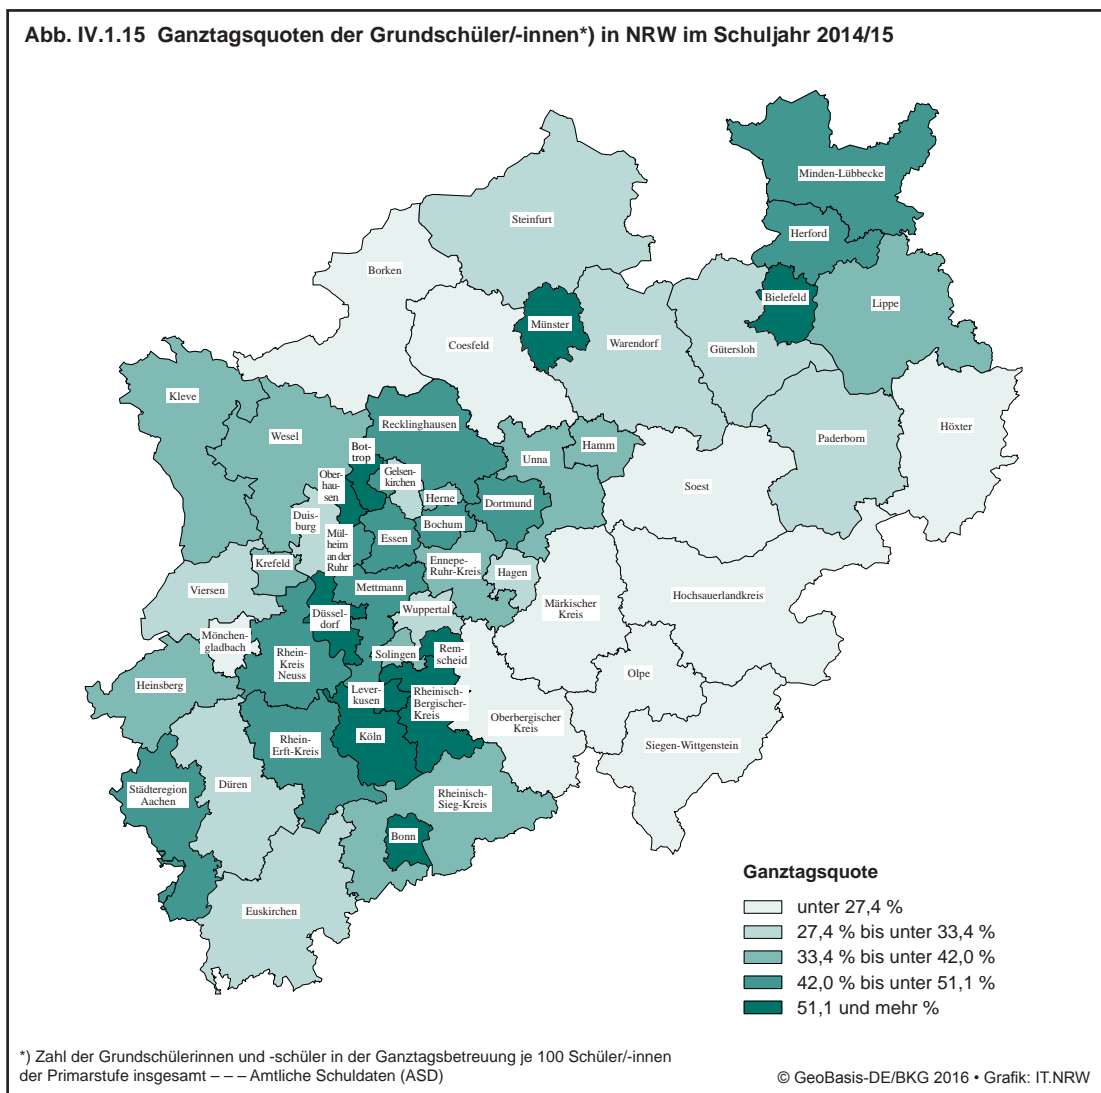 Abb. IV.1.15 Ganztagsquoten der Grundschüler/-innen*) in NRW im Schuljahr 2014/15
Minden-Lübbecke
Steinfurt
Herford
Borken
Bielefeld
Lippe
Münster
Coesfeld
Warendorf
Gütersloh
Kleve
Recklinghausen
Höxter
Wesel
Paderborn
Bot-
trop
Unna
Hamm
Gelsen-
kirchen
Ober-
hau-
sen
Soest
Herne
Dortmund
Duis-
burg
Bochum
Essen
Mülheim
an der
Ruhr
Krefeld
Ennepe-
Ruhr-Kreis
Hagen
Viersen
Mettmann
Hochsauerlandkreis
Märkischer
Kreis
Wuppertal
Düssel-
dorf
Mönchen-
gladbach
Rem-
scheid
Solingen
Rhein-
Kreis
Neuss
Olpe
Heinsberg
Lever-
kusen
Rheinisch-
Bergischer-
Kreis
Oberbergischer
Kreis
Köln
Rhein-
Erft-Kreis
Siegen-Wittgenstein
Düren
Städteregion
Aachen
Rheinisch-
Sieg-Kreis
Bonn
Euskirchen
Ganztagsquote
unter 27,4 %
27,4 % bis unter 33,4 %
33,4 % bis unter 42,0 %
42,0 % bis unter 51,1 %
51,1 und mehr %
*) Zahl der Grundschülerinnen und -schüler in der Ganztagsbetreuung je 100 Schüler/-innen
der Primarstufe insgesamt – – – Amtliche Schuldaten (ASD)
© GeoBasis-DE/BKG 2016 • Grafik: IT.NRW